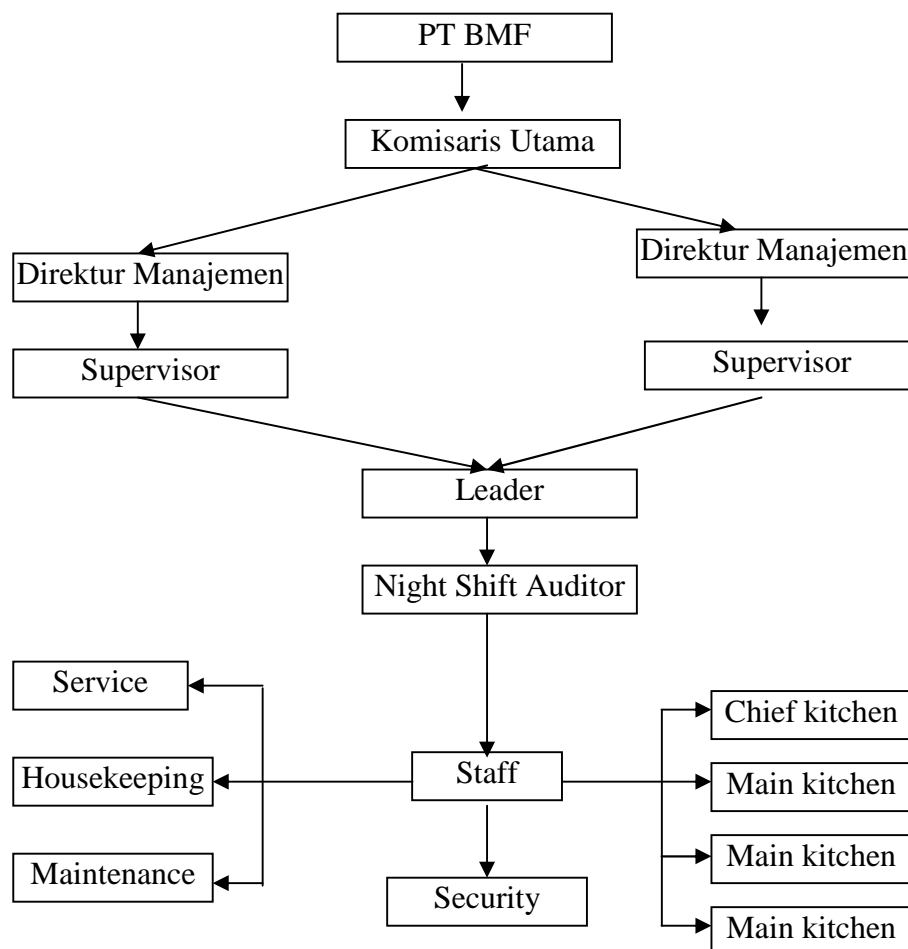 PT BMF
Komisaris Utama
Direktur Manajemen
Direktur Manajemen
Supervisor
Supervisor
Leader
Night Shift Auditor
Service
Chief kitchen
Housekeeping
Staff
Main kitchen
Maintenance
Main kitchen
Security
Main kitchen